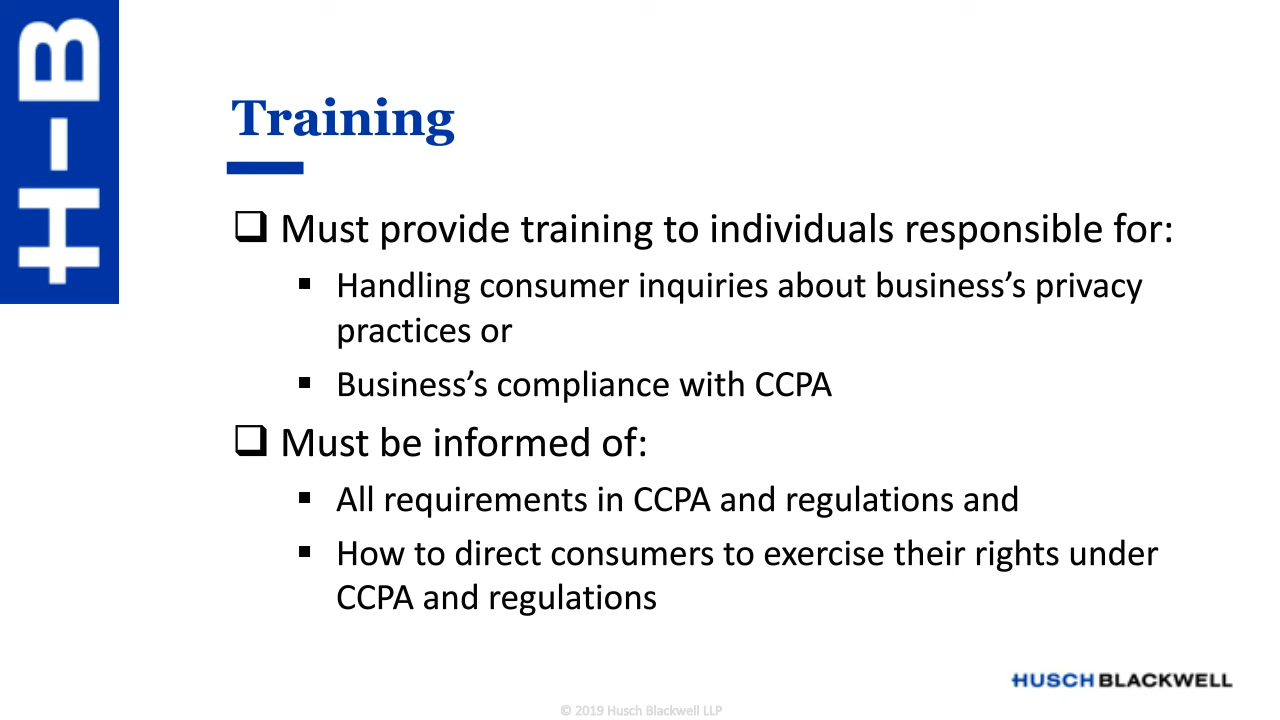 H-B
Training
❑ Must provide training to individuals responsible for:
▪ Handling consumer inquiries about business’s privacy
practices or
▪ Business’s compliance with CCPA
❑ Must be informed of:
▪ All requirements in CCPA and regulations and
▪ How to direct consumers to exercise their rights under
CCPA and regulations
HUSCH BLACKWELL
© 2019 Husch Blackwell LLP